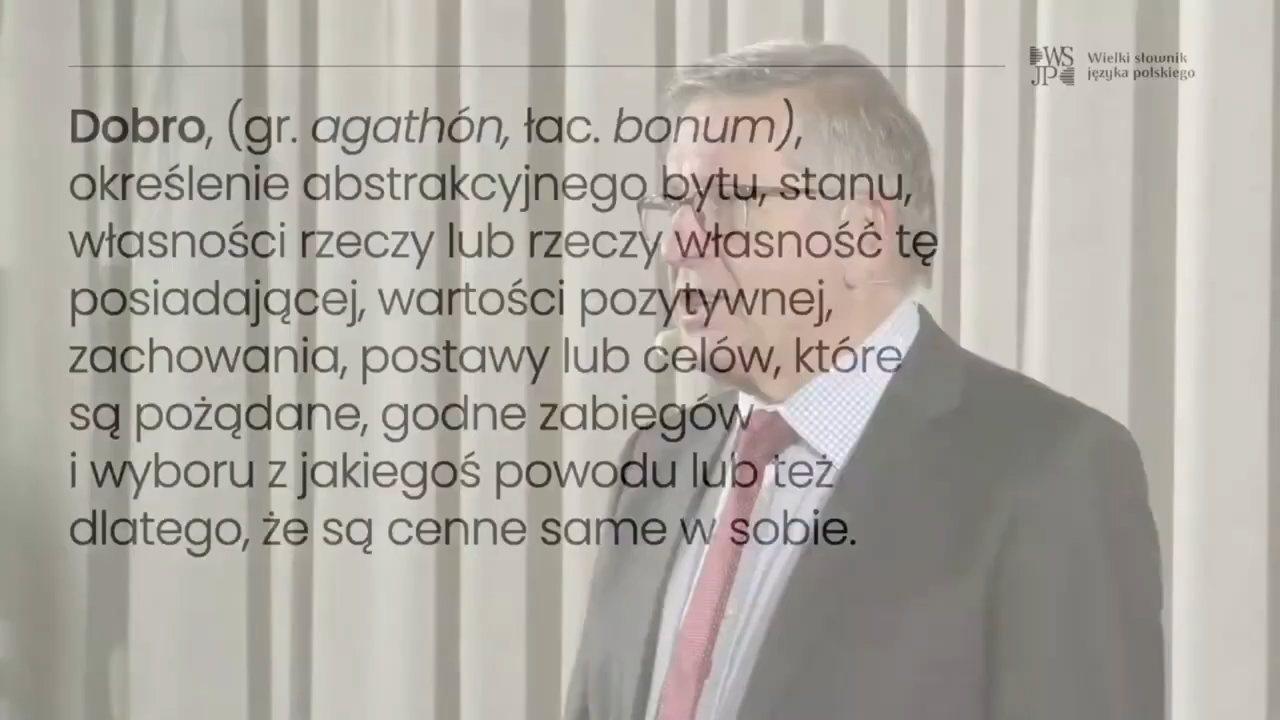 WS
JP
Wielki słownik
języka polskiego
Dobro, (gr. agathón, łac. bonum),
określenie abstrakcyjnego bytu, stanu,
własności rzeczy lub rzeczy własność tę
posiadającej, wartości pozytywnej,
zachowania, postawy lub celów, które
są pożądane, godne zabiegów
i wyboru z jakiegoś powodu lub też
dlatego, że są cenne same w sobie.